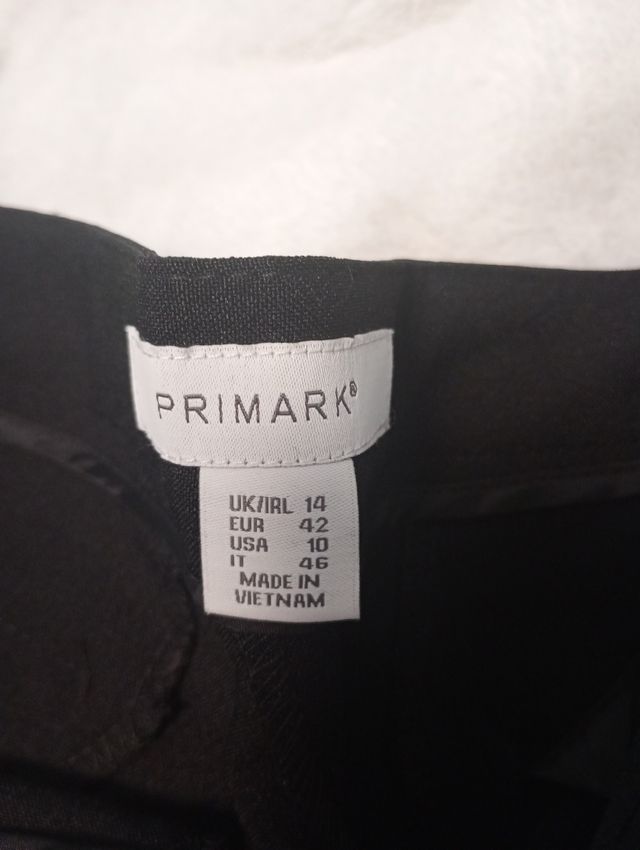 PRIMARK®
UK/IRL 14
EUR 42
USA 10
IT 46
MADE IN
VIETNAM